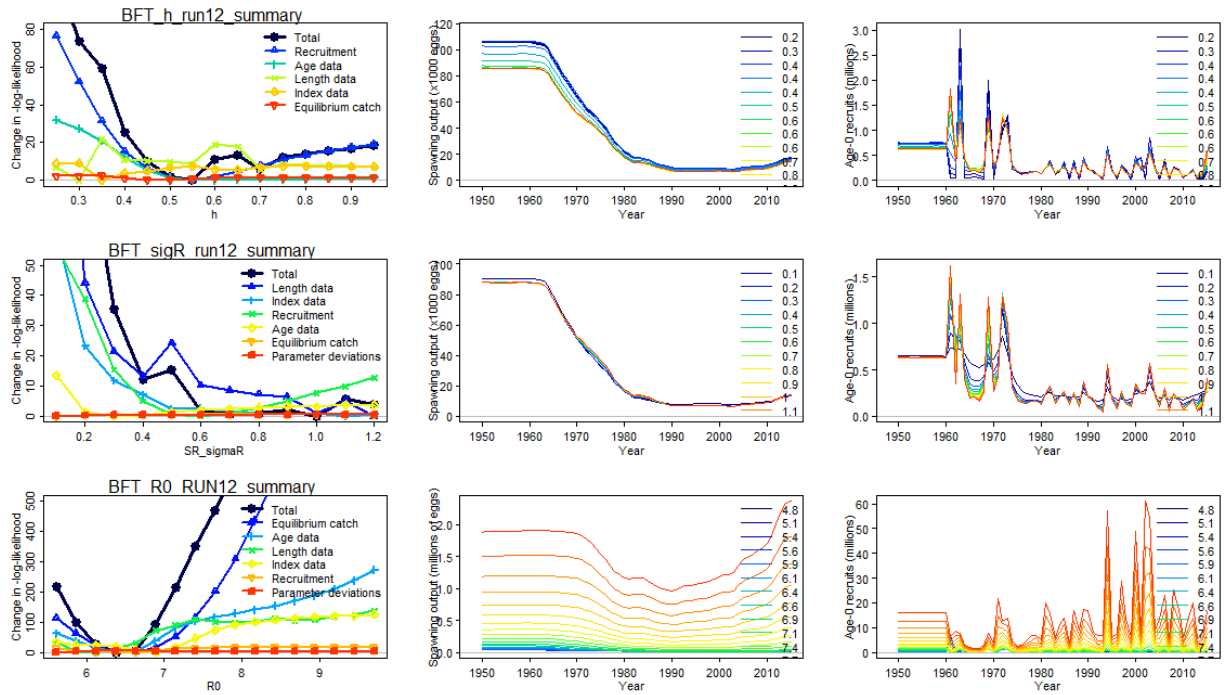 BFT_h_run12_summary
Change in -log-likelihood
80
60
40
20
0
Total
Recruitment
Age data
Length data
Index data
Equilibrium catch
0.3 0.4 0.5 0.6 0.7 0.8 0.9
h
Spawning output (x1000 eggs)
120
100
80
60
40
20
0
0.2
0.3
0.4
0.4
0.5
0.6
0.6
0.7
0.8
1950 1960 1970 1980 1990 2000 2010
Year
Age-0 recruits (millions)
3.0
2.5
2.0
1.5
1.0
0.5
0.0
0.2
0.3
0.4
0.4
0.5
0.6
0.6
0.7
0.8
1950 1960 1970 1980 1990 2000 2010
Year
BFT_sigR_run12_summary
Change in -log-likelihood
50
40
30
20
10
0
Total
Length data
Index data
Recruitment
Age data
Equilibrium catch
Parameter deviations
0.2 0.4 0.6 0.8 1.0 1.2
SR_sigmaR
Spawning output (x1000 eggs)
100
80
60
40
20
0
0.1
0.2
0.3
0.4
0.5
0.6
0.7
0.8
0.9
1.1
1950 1960 1970 1980 1990 2000 2010
Year
Age-0 recruits (millions)
1.5
1.0
0.5
0.0
0.1
0.2
0.3
0.4
0.5
0.6
0.7
0.8
0.9
1.1
1950 1960 1970 1980 1990 2000 2010
Year
BFT_R0_RUN12_summary
Change in -log-likelihood
500
400
300
200
100
0
Total
Equilibrium catch
Age data
Length data
Index data
Recruitment
Parameter deviations
6 7 8 9
R0
Spawning output (millions of eggs)
2.0
1.5
1.0
0.5
0.0
4.8
5.1
5.4
5.6
5.9
6.1
6.4
6.6
6.9
7.1
7.4
1950 1960 1970 1980 1990 2000 2010
Year
Age-0 recruits (millions)
60
50
40
30
20
10
0
4.8
5.1
5.4
5.6
5.9
6.1
6.4
6.6
6.9
7.1
7.4
1950 1960 1970 1980 1990 2000 2010
Year